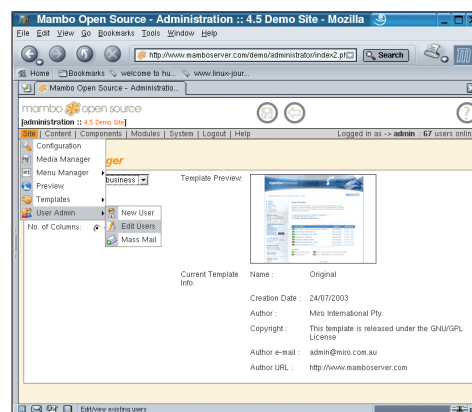 Mambo Open Source - Administration :: 4.5 Demo Site - Mozilla
File Edit View Go Bookmarks Tools Window Help
http://www.mamboserver.com/demo/administrator/index2.ph
Search
Home Bookmarks welcome to hu... www.linux-jour...
Mambo Open Source - Administratio...
mambo open source
[administration :: 4.5 Demo Site]
Site | Content | Components | Modules | System | Logout | Help
Logged in as -> admin :: 67 users onlin
Configuration
Media Manager
Menu Manager
Preview
Templates
User Admin
New User
Edit Users
Mass Mail
ger
business
No. of Columns:
Template Preview:
Current Template Info:
Name : Original
Creation Date : 24/07/2003
Author : Miro International Pty.
Copyright : This template is released under the GNU/GPL
License
Author e-mail : admin@miro.com.au
Author URL : http://www.mamboserver.com
Edit/view existing users